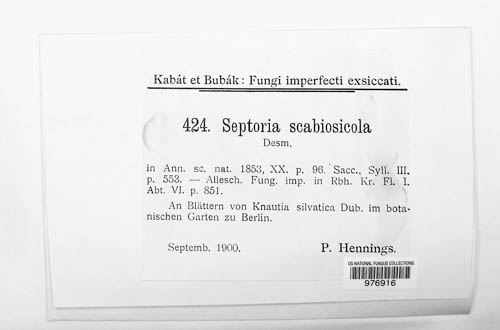 Kabát et Bubák: Fungi imperfecti exsiccati.
424. Septoria scabiosicola
Desm.
in Ann. sc. nat. 1853, XX. p. 96. Sacc., Syll. III.
p. 553. — Allesch. Fung. imp. in Rbh. Kr. Fl. I.
Abt. VI. p. 851.
An Blättern von Knautia silvatica Dub. im bota-
nischen Garten zu Berlin.
Septemb. 1900. P. Hennings.
US NATIONAL FUNGUS COLLECTIONS
976916